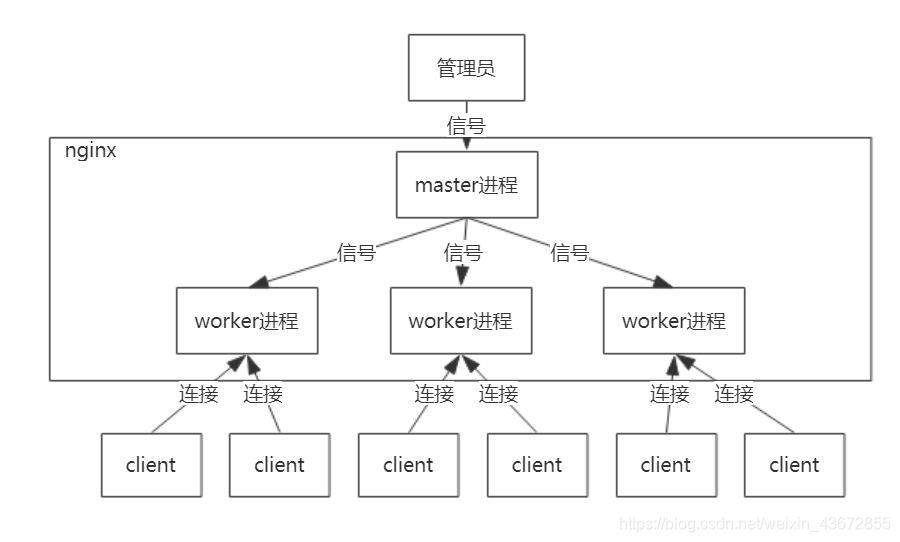 管理员
信号
nginx
master进程
信号 信号 信号
worker进程 worker进程 worker进程
连接 连接 连接 连接 连接 连接
client client client client client client
https://blog.csdn.net/weixin_43672855